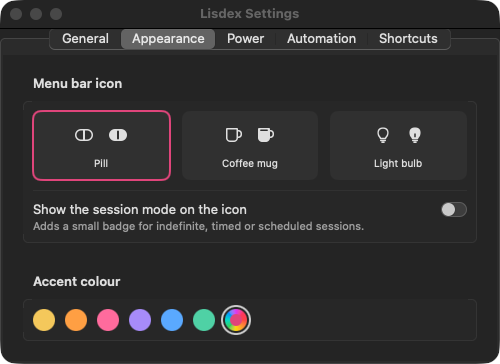 Lisdex Settings
General Appearance Power Automation Shortcuts
Menu bar icon
Pill Coffee mug Light bulb
Show the session mode on the icon
Adds a small badge for indefinite, timed or scheduled sessions.
Accent colour